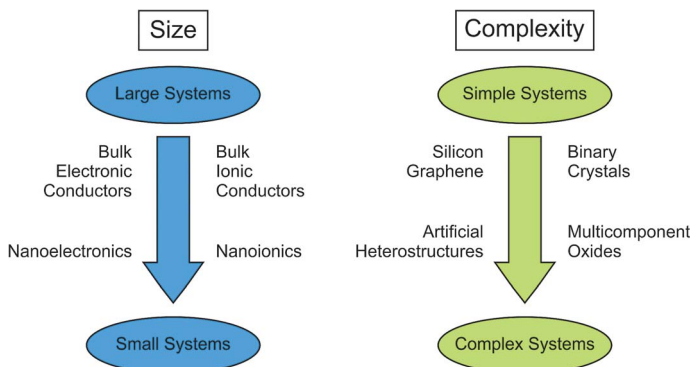 Size
Large Systems
Bulk
Electronic
Conductors
Bulk
Ionic
Conductors
Nanoelectronics
Nanoionics
Small Systems
Complexity
Simple Systems
Silicon
Graphene
Binary
Crystals
Artificial
Heterostructures
Multicomponent
Oxides
Complex Systems